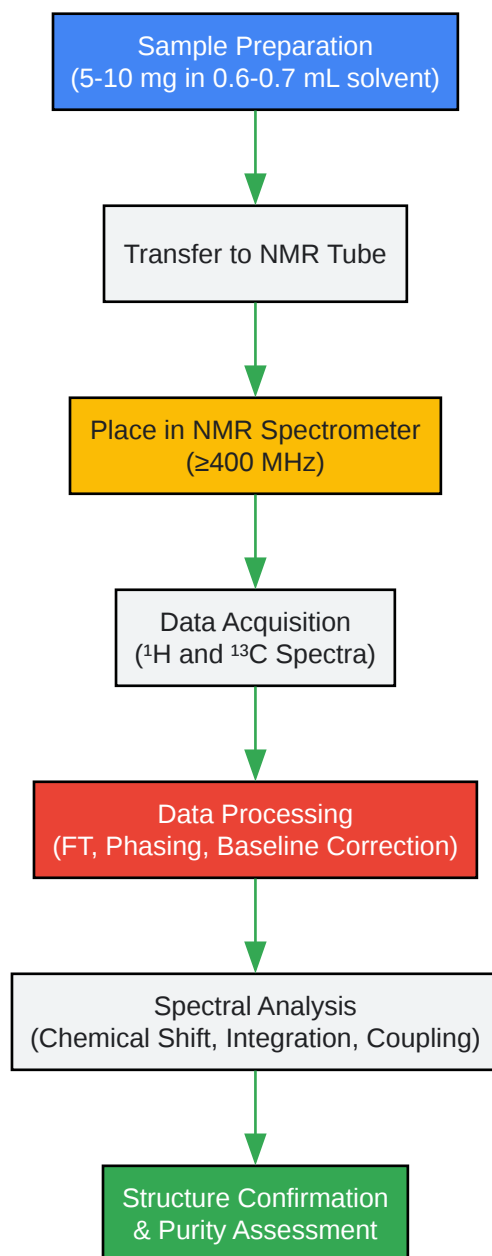 Sample Preparation
(5-10 mg in 0.6-0.7 mL solvent)
Transfer to NMR Tube
Place in NMR Spectrometer
(≥400 MHz)
Data Acquisition
(¹H and ¹³C Spectra)
Data Processing
(FT, Phasing, Baseline Correction)
Spectral Analysis
(Chemical Shift, Integration, Coupling)
Structure Confirmation
& Purity Assessment